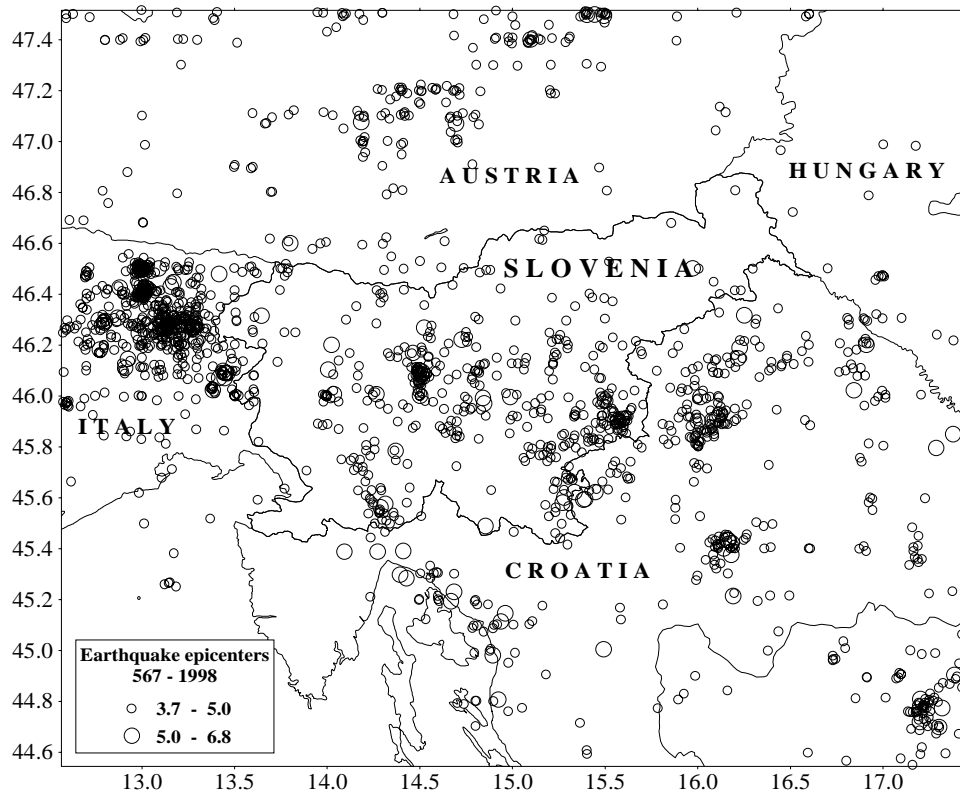 47.4
47.2
47.0
AUSTRIA
HUNGARY
46.8
46.6
SLOVENIA
46.4
46.2
46.0
ITALY
45.8
45.6
45.4
CROATIA
45.2
45.0
Earthquake epicenters
567 - 1998
3.7 - 5.0
5.0 - 6.8
44.8
44.6
13.0 13.5 14.0 14.5 15.0 15.5 16.0 16.5 17.0